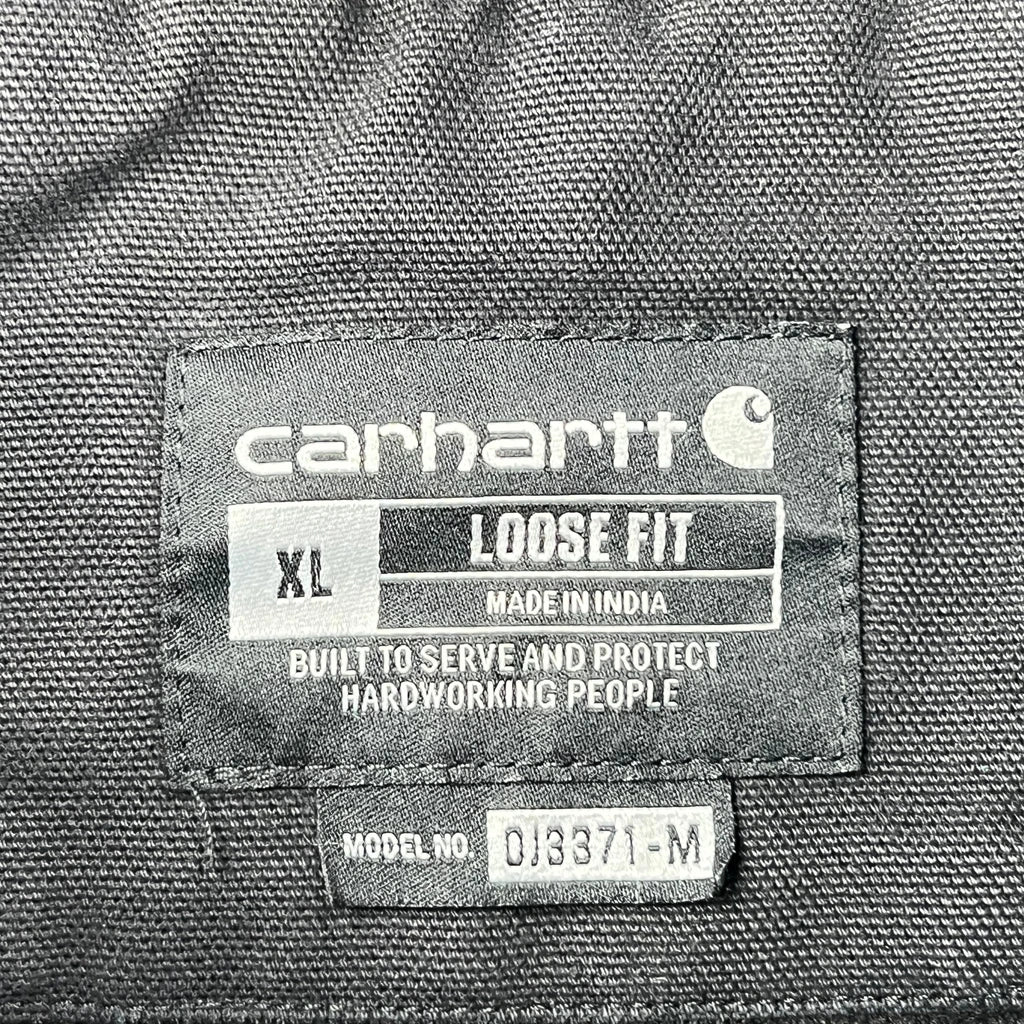 carhartt
XL
LOOSE FIT
MADE IN INDIA
BUILT TO SERVE AND PROTECT
HARDWORKING PEOPLE
MODEL NO. OJ3371-M